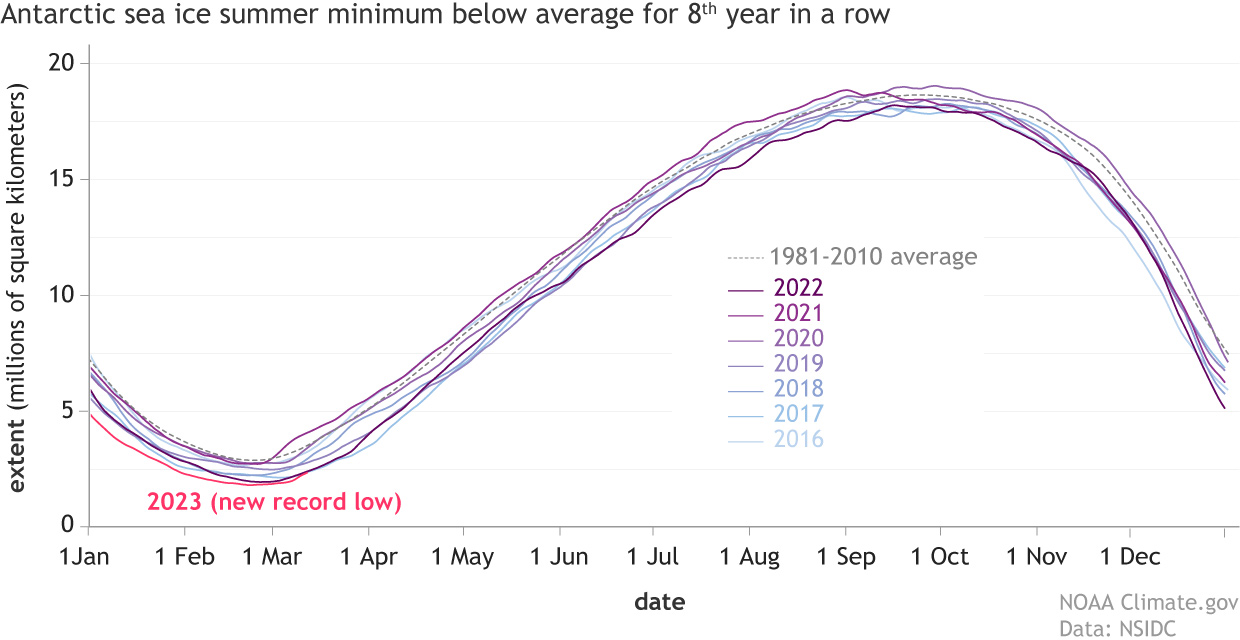 Antarctic sea ice summer minimum below average for 8th year in a row
extent (millions of square kilometers)
20
15
10
5
0
1981-2010 average
2022
2021
2020
2019
2018
2017
2016
2023 (new record low)
1Jan 1 Feb 1 Mar 1 Apr 1 May 1 Jun 1 Jul 1 Aug 1 Sep 1 Oct 1 Nov 1 Dec
date
NOAA Climate.gov
Data: NSIDC